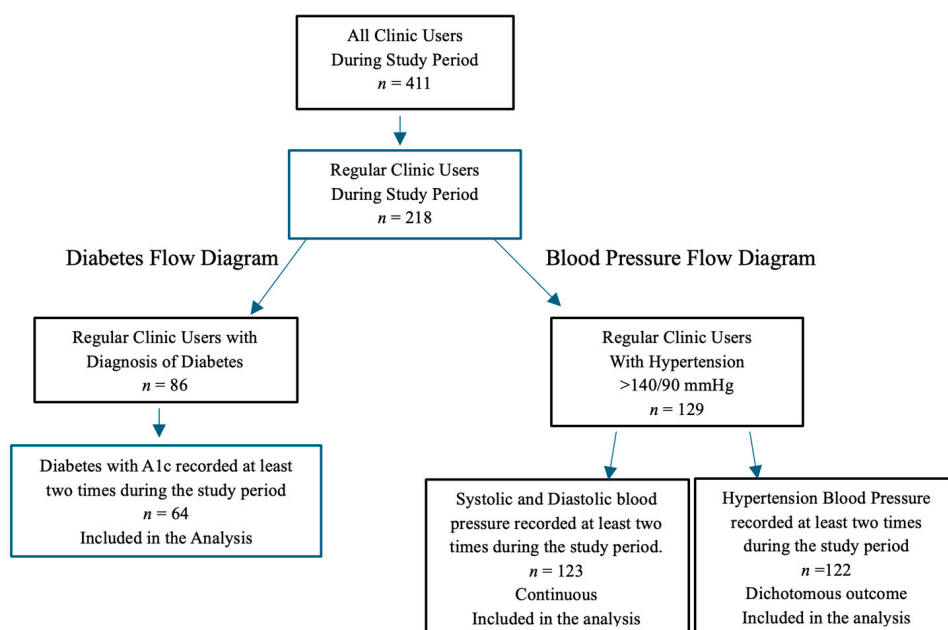 All Clinic Users
During Study Period
n = 411
Regular Clinic Users
During Study Period
n = 218
Diabetes Flow Diagram
Blood Pressure Flow Diagram
Regular Clinic Users with
Diagnosis of Diabetes
n = 86
Regular Clinic Users
With Hypertension
>140/90 mmHg
n = 129
Diabetes with A1c recorded at least
two times during the study period
n = 64
Included in the Analysis
Systolic and Diastolic blood
pressure recorded at least two
times during the study period.
n = 123
Continuous
Included in the analysis
Hypertension Blood Pressure
recorded at least two times
during the study period
n =122
Dichotomous outcome
Included in the analysis